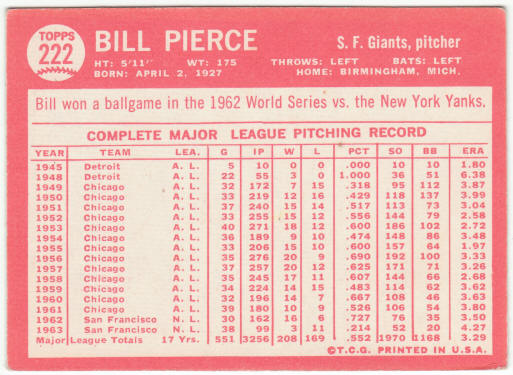 TOPPS
222
BILL PIERCE
S. F. Giants, pitcher
HT: 5'11" WT: 175 THROWS: LEFT BATS: LEFT
BORN: APRIL 2, 1927 HOME: BIRMINGHAM, MICH.
Bill won a ballgame in the 1962 World Series vs. the New York Yanks.
COMPLETE MAJOR LEAGUE PITCHING RECORD
YEAR TEAM LEA. G IP W L PCT SO BB ERA
1945 Detroit A. L. 5 10 0 0 .000 10 10 1.80
1948 Detroit A. L. 22 55 3 0 1.000 36 51 6.38
1949 Chicago A. L. 32 172 7 15 .318 95 112 3.87
1950 Chicago A. L. 33 219 12 16 .429 118 137 3.99
1951 Chicago A. L. 37 240 15 14 .517 113 73 3.04
1952 Chicago A. L. 33 255 15 12 .556 144 79 2.58
1953 Chicago A. L. 40 271 18 12 .600 186 102 2.72
1954 Chicago A. L. 36 189 9 10 .474 148 86 3.48
1955 Chicago A. L. 33 206 15 10 .600 157 64 1.97
1956 Chicago A. L. 35 276 20 9 .690 192 100 3.33
1957 Chicago A. L. 37 257 20 12 .625 171 71 3.26
1958 Chicago A. L. 35 245 17 11 .607 144 66 2.68
1959 Chicago A. L. 34 224 14 15 .483 114 62 3.62
1960 Chicago A. L. 32 196 14 7 .667 108 46 3.63
1961 Chicago A. L. 39 180 10 9 .526 106 54 3.80
1962 San Francisco N. L. 30 162 16 6 .727 76 35 3.50
1963 San Francisco N. L. 38 99 3 11 .214 52 20 4.27
Major League Totals 17 Yrs. 551 3256 208 169 .552 1970 1168 3.29
©T.C.G. PRINTED IN U.S.A.